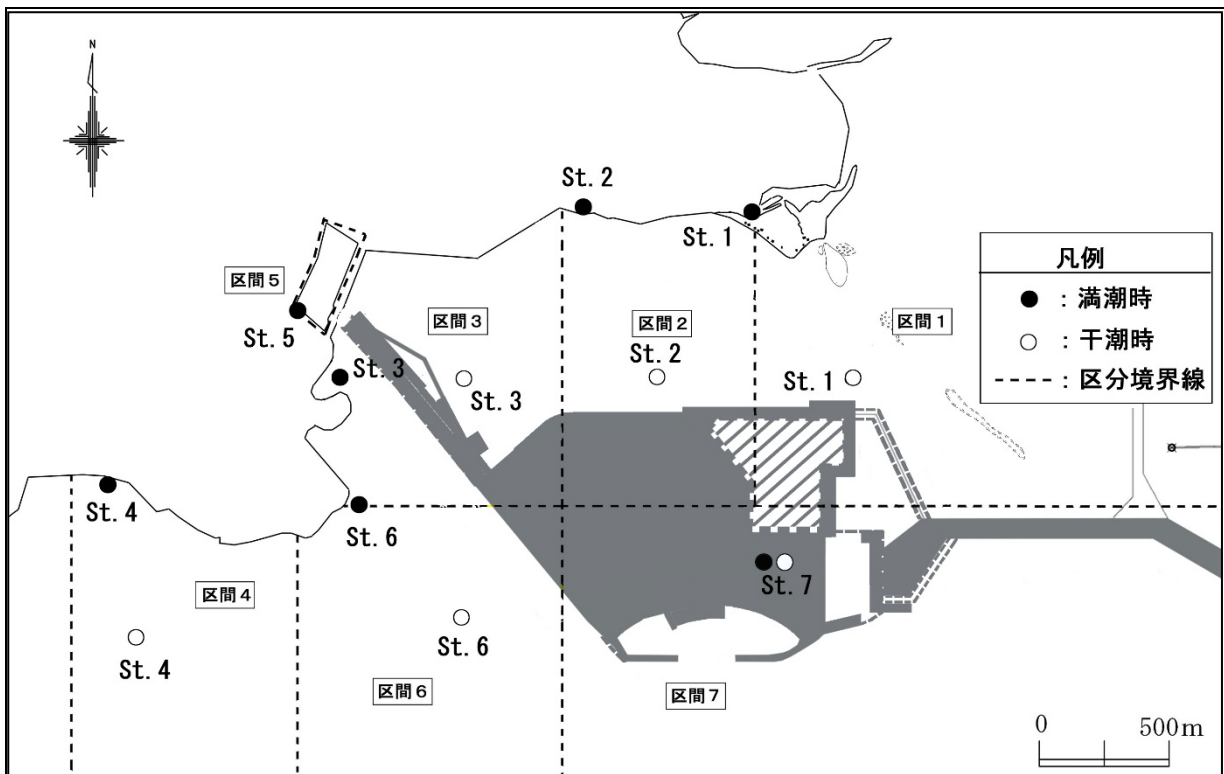 N
St. 2
St. 1
区間5
St. 5
区間3
区間2
区間1
St. 3
St. 3
St. 2
St. 1
凡例
● : 満潮時
○ : 干潮時
----- : 区分境界線
St. 4
St. 6
St. 7
区間4
St. 4
St. 6
区間6
区間7
0 500m